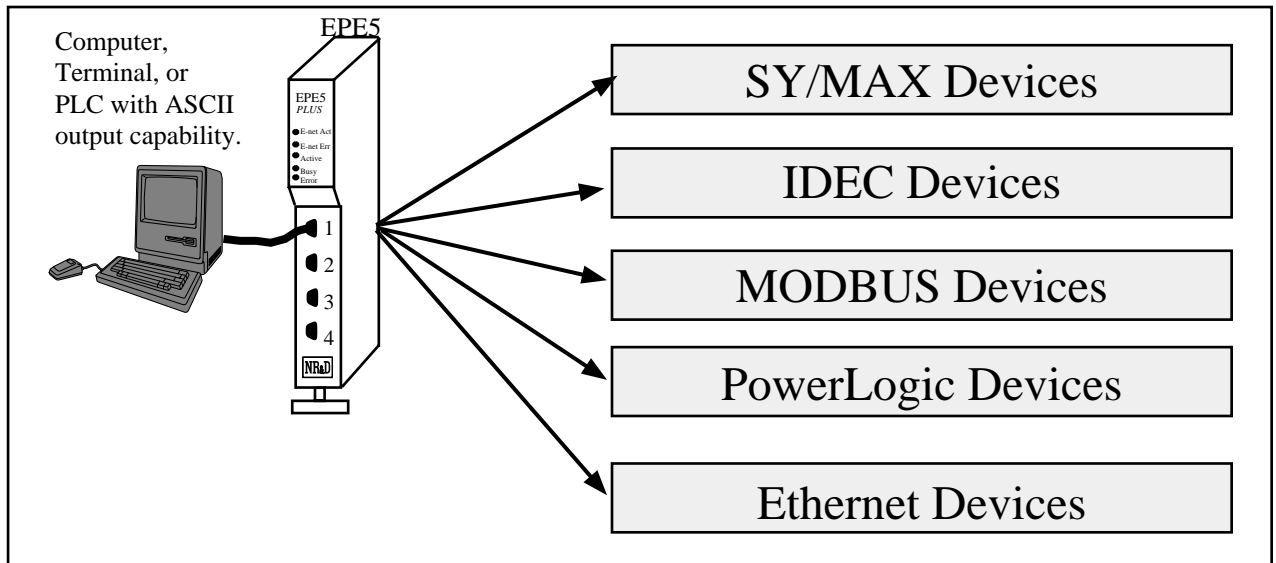 EPE5
Computer,
Terminal, or
PLC with ASCII
output capability.
EPE5
PLUS
E-net Act
E-net Err
Active
Busy
Error
1
2
3
4
NR&D
SY/MAX Devices
IDEC Devices
MODBUS Devices
PowerLogic Devices
Ethernet Devices